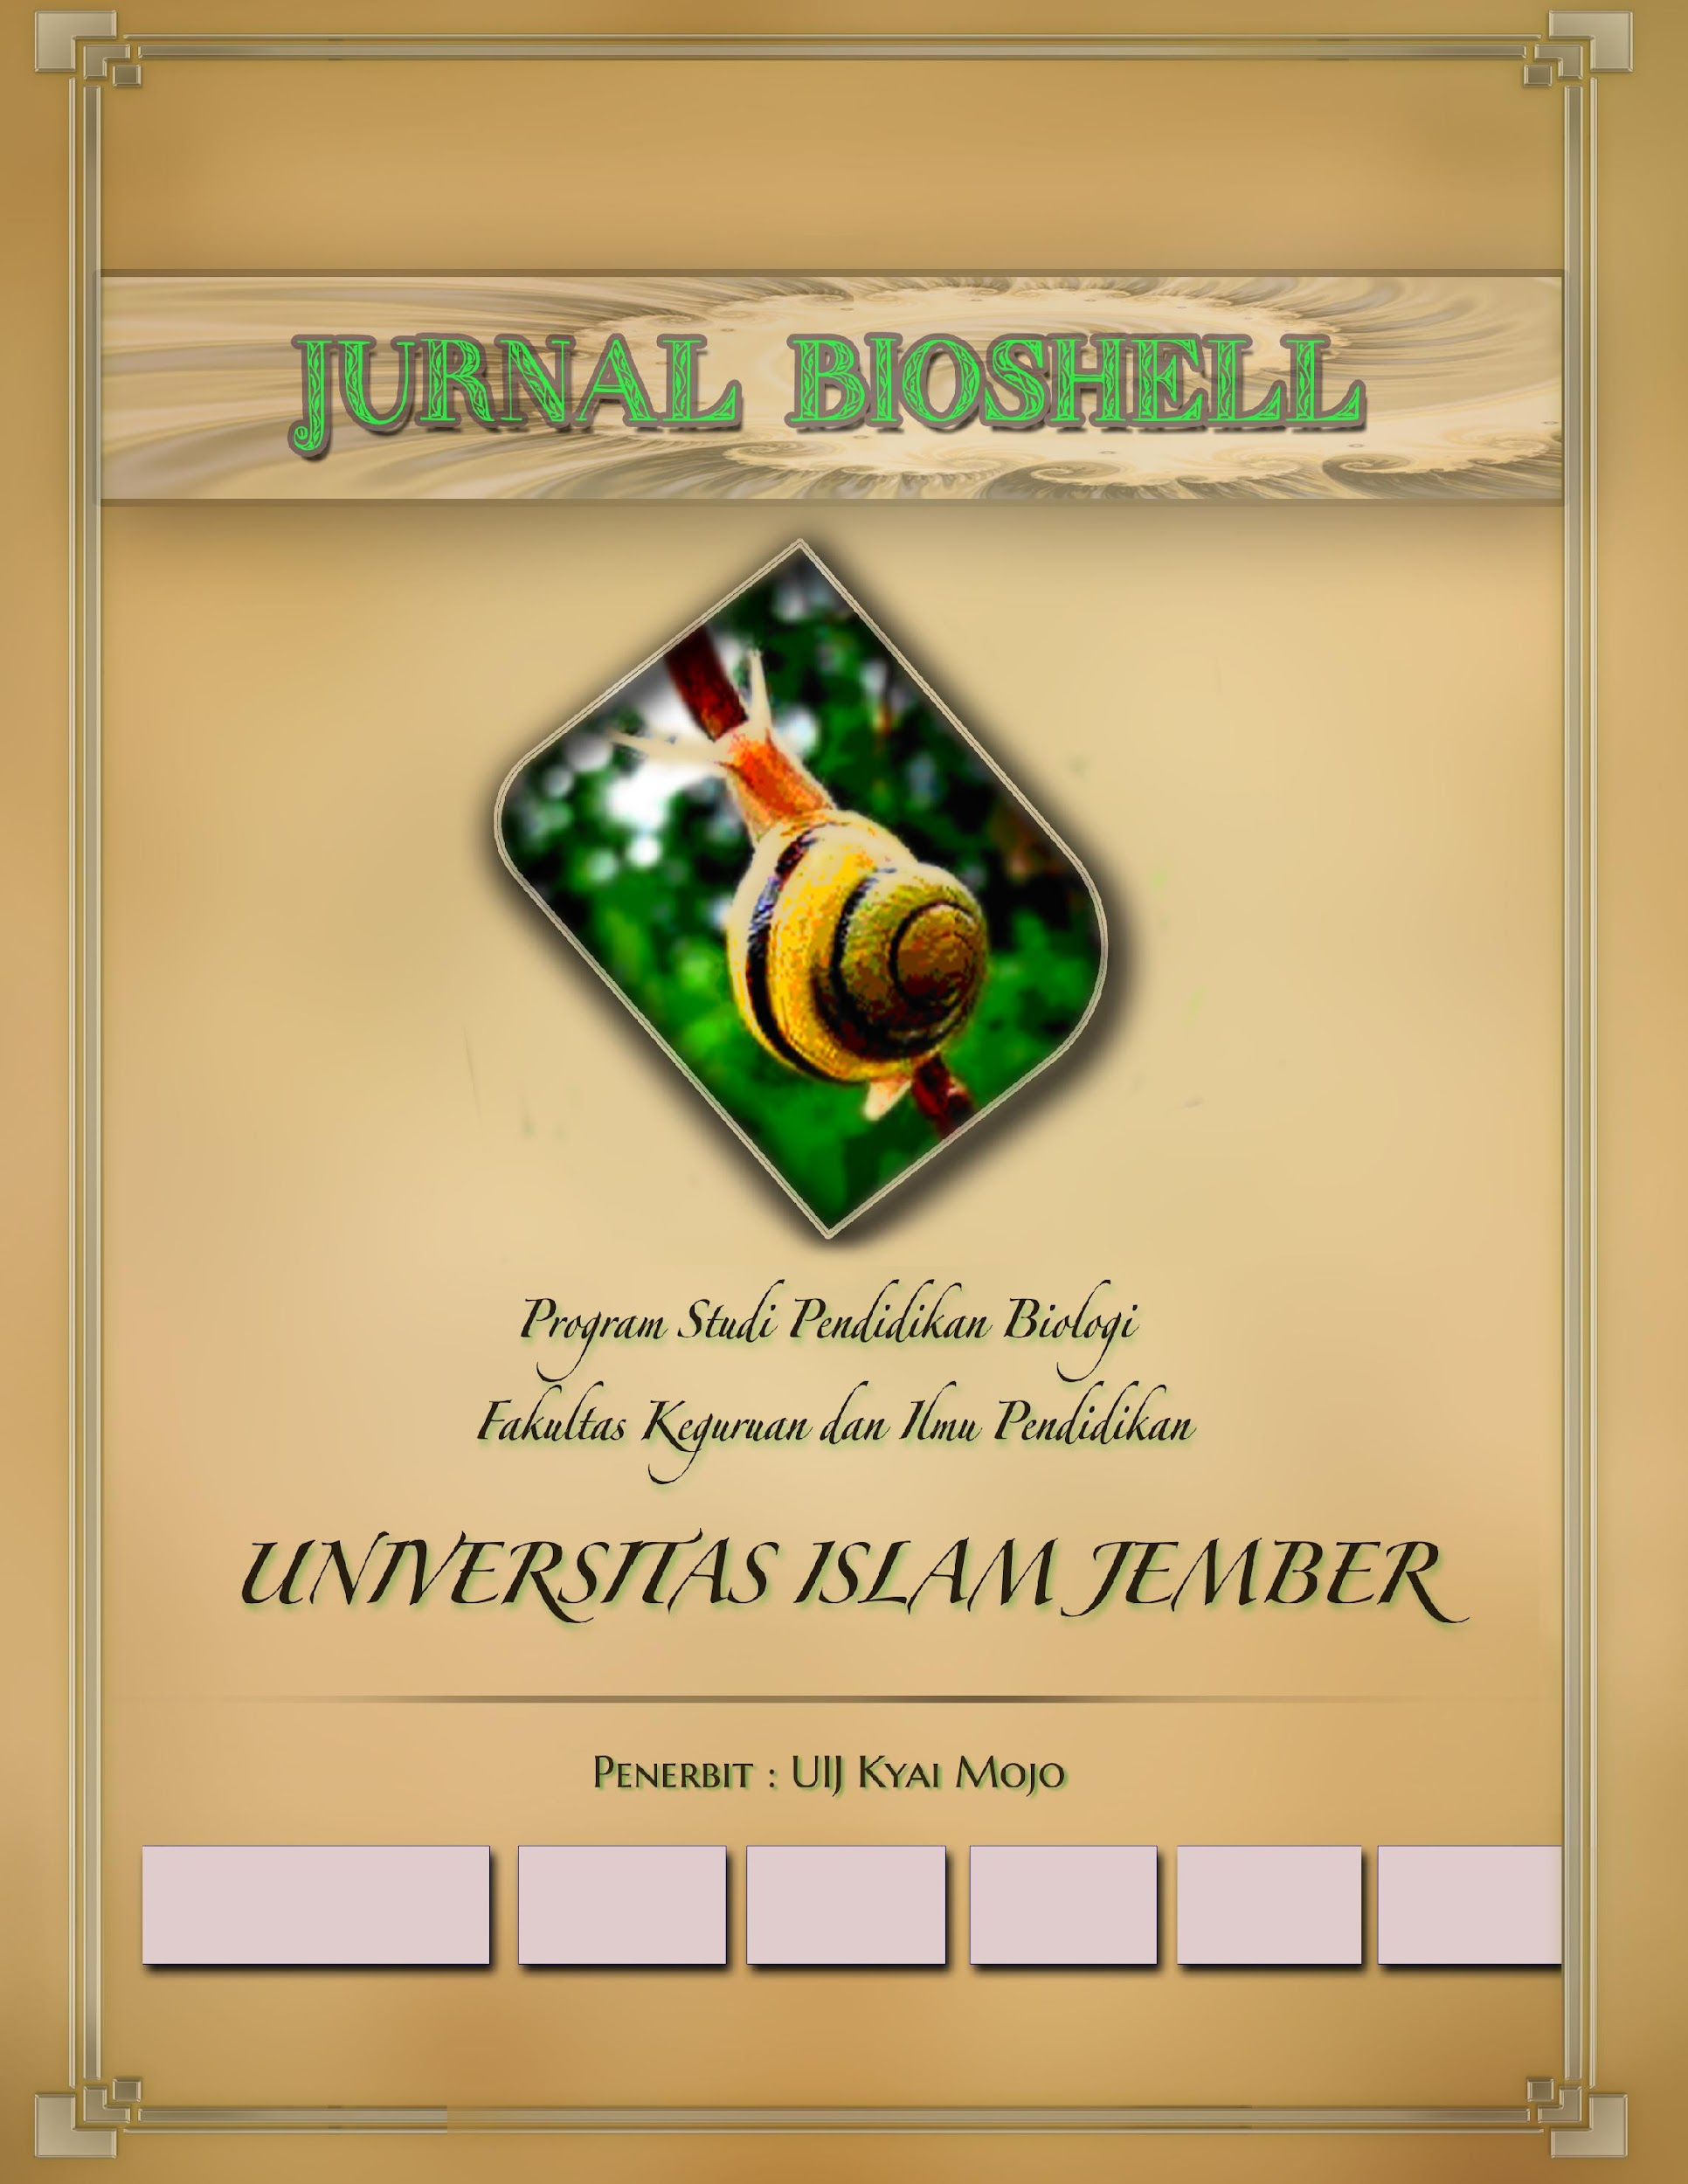 JURNAL BIOSHELL
Program Studi Pendidikan Biologi
Fakultas Keguruan dan Ilmu Pendidikan
UNIVERSITAS ISLAM JEMBER
PENERBIT : UIJ KYAI MOJO